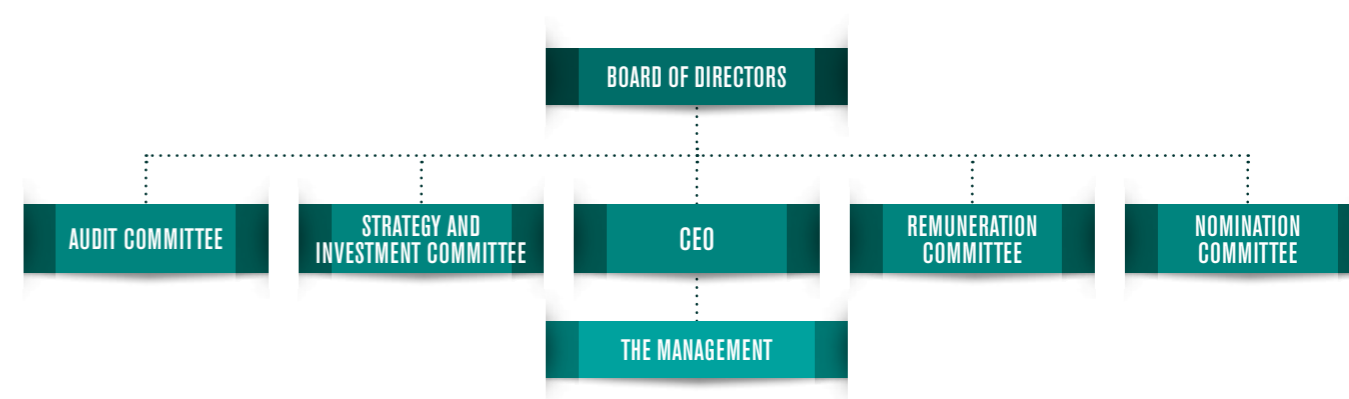 BOARD OF DIRECTORS
AUDIT COMMITTEE
STRATEGY AND
INVESTMENT COMMITTEE
CEO
REMUNERATION
COMMITTEE
NOMINATION
COMMITTEE
THE MANAGEMENT